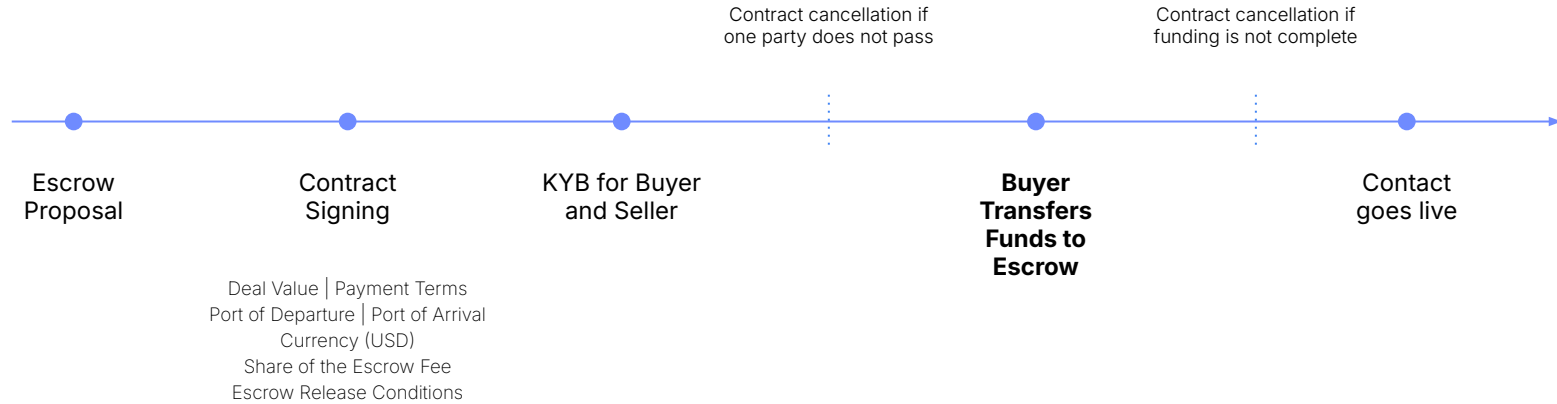 Contract cancellation if
one party does not pass
Contract cancellation if
funding is not complete
Escrow
Proposal
Contract
Signing
KYB for Buyer
and Seller
Buyer
Transfers
Funds to
Escrow
Contact
goes live
Deal Value | Payment Terms
Port of Departure | Port of Arrival
Currency (USD)
Share of the Escrow Fee
Escrow Release Conditions